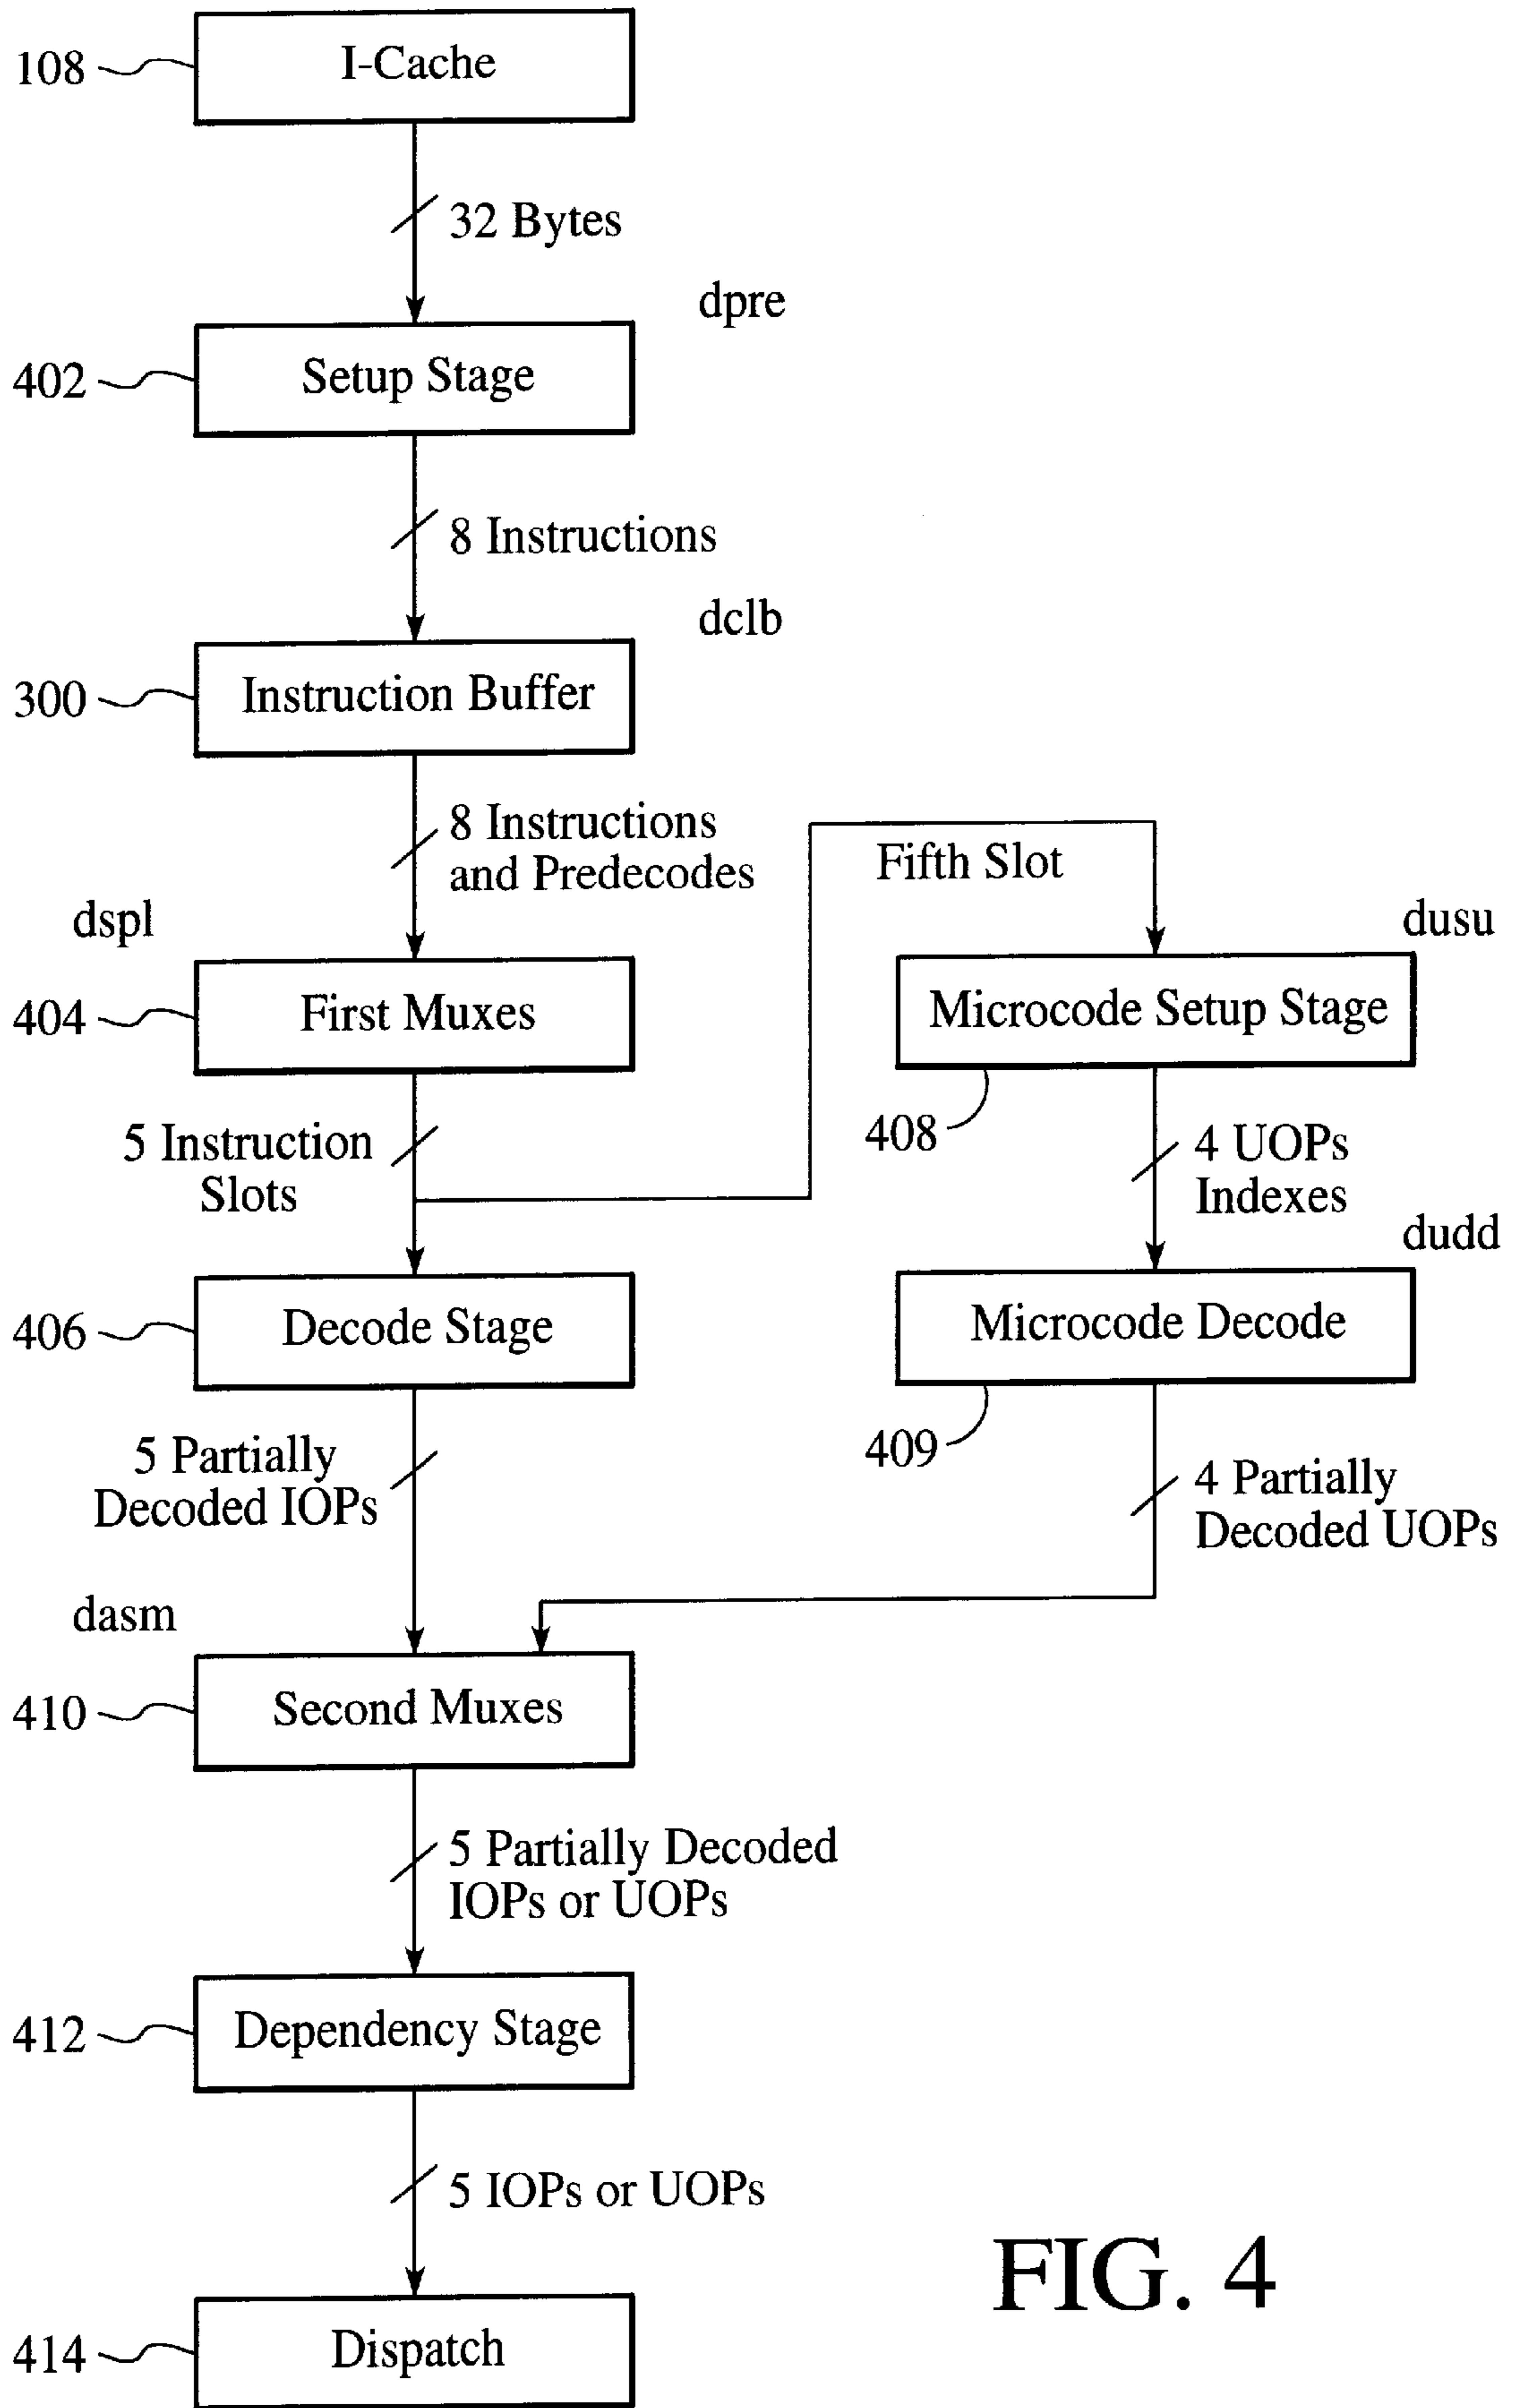 108
I-Cache
32 Bytes
dpre
402
Setup Stage
8 Instructions
dclb
300
Instruction Buffer
8 Instructions
and Predecodes
Fifth Slot
dspl
dusu
404
First Muxes
Microcode Setup Stage
408
5 Instruction
Slots
4 UOPs
Indexes
dudd
406
Decode Stage
Microcode Decode
409
5 Partially
Decoded IOPs
4 Partially
Decoded UOPs
dasm
410
Second Muxes
5 Partially Decoded
IOPs or UOPs
412
Dependency Stage
5 IOPs or UOPs
FIG. 4
414
Dispatch